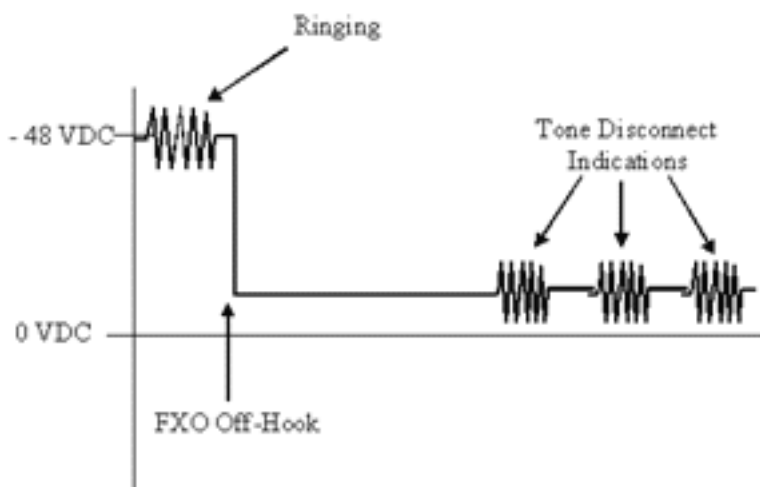 Ringing
- 48 VDC
Tone Disconnect
Indications
0 VDC
FXO Off-Hook